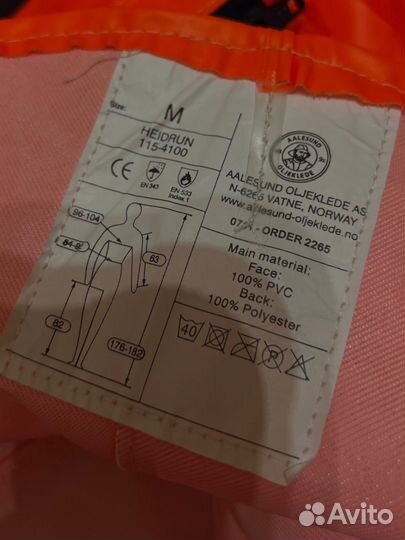 Size: M
HEIDRUN
115-4100
CE
EN 343
EN 533
Index 1
96-104
63
82
176-182
AALESUND
OLJEKLEDE
AALESUND OLJEKLEDE AS
N-6265 VATNE, NORWAY
www.aalesund-oljeklede.no
ORDER 2265
Main material:
Face:
100% PVC
Back:
100% Polyester
40
P
Avito